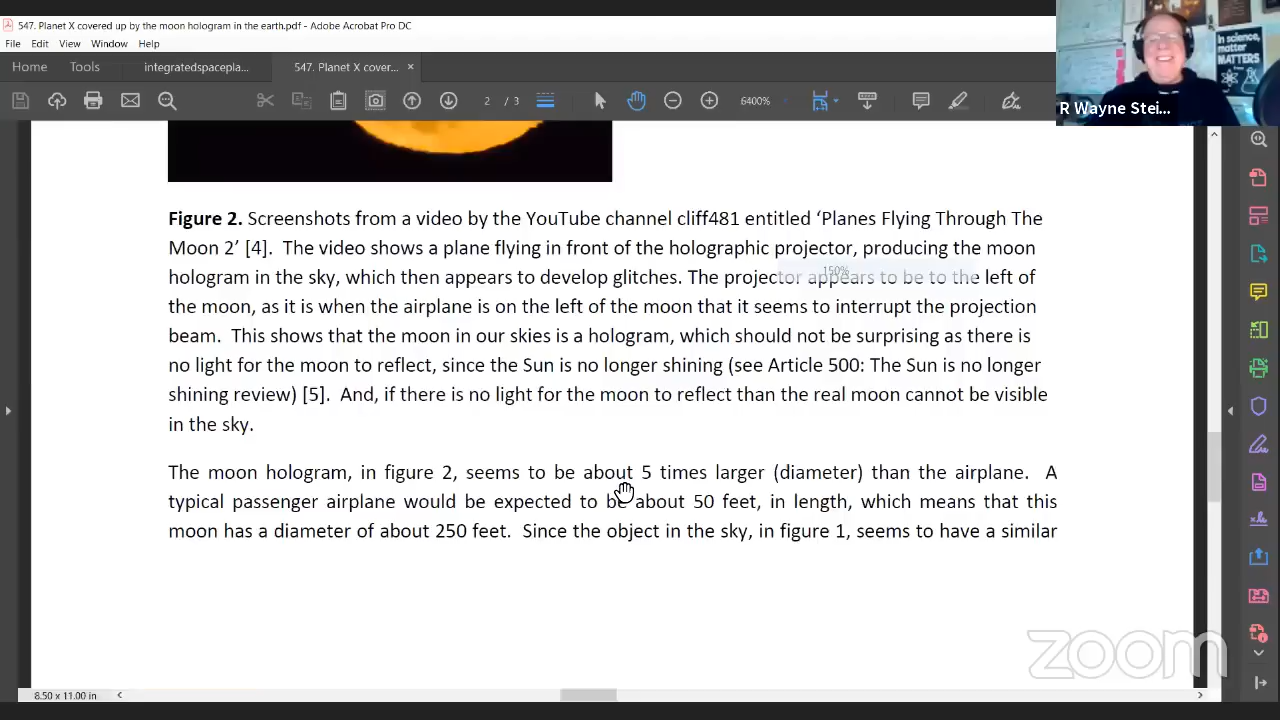 547. Planet X covered up by the moon hologram in the earth.pdf - Adobe Acrobat Pro DC
File Edit View Window Help
Home Tools integratedspacepla... 547. Planet X cover... ×
2 / 3 6400%
In science, matter MATTERS
R Wayne Stei...
Figure 2. Screenshots from a video by the YouTube channel cliff481 entitled ‘Planes Flying Through The
Moon 2’ [4]. The video shows a plane flying in front of the holographic projector, producing the moon
hologram in the sky, which then appears to develop glitches. The projector appears to be to the left of
150%
the moon, as it is when the airplane is on the left of the moon that it seems to interrupt the projection
beam. This shows that the moon in our skies is a hologram, which should not be surprising as there is
no light for the moon to reflect, since the Sun is no longer shining (see Article 500: The Sun is no longer
shining review) [5]. And, if there is no light for the moon to reflect than the real moon cannot be visible
in the sky.
The moon hologram, in figure 2, seems to be about 5 times larger (diameter) than the airplane. A
typical passenger airplane would be expected to be about 50 feet, in length, which means that this
moon has a diameter of about 250 feet. Since the object in the sky, in figure 1, seems to have a similar
zoom
8.50 x 11.00 in